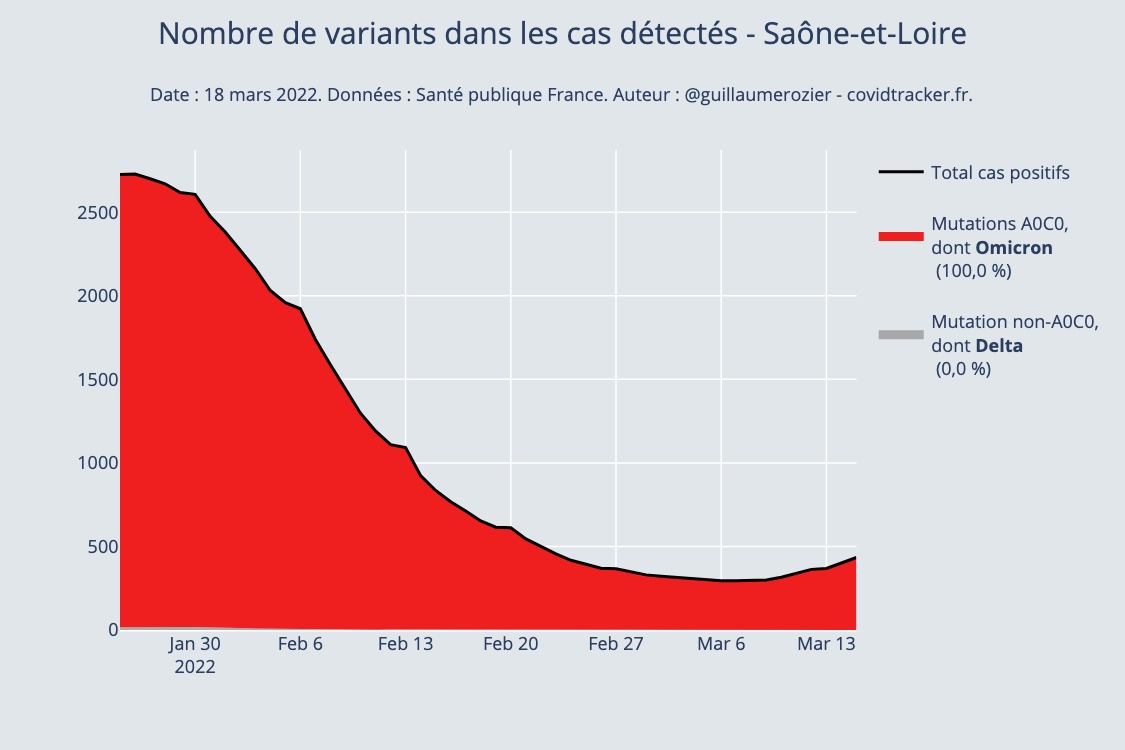 Nombre de variants dans les cas détectés - Saône-et-Loire
Date : 18 mars 2022. Données : Santé publique France. Auteur : @guillaumerozier - covidtracker.fr.
Total cas positifs
Mutations A0C0,
dont Omicron
(100,0 %)
Mutation non-A0C0,
dont Delta
(0,0 %)
2500
2000
1500
1000
500
0
Jan 30
2022
Feb 6
Feb 13
Feb 20
Feb 27
Mar 6
Mar 13